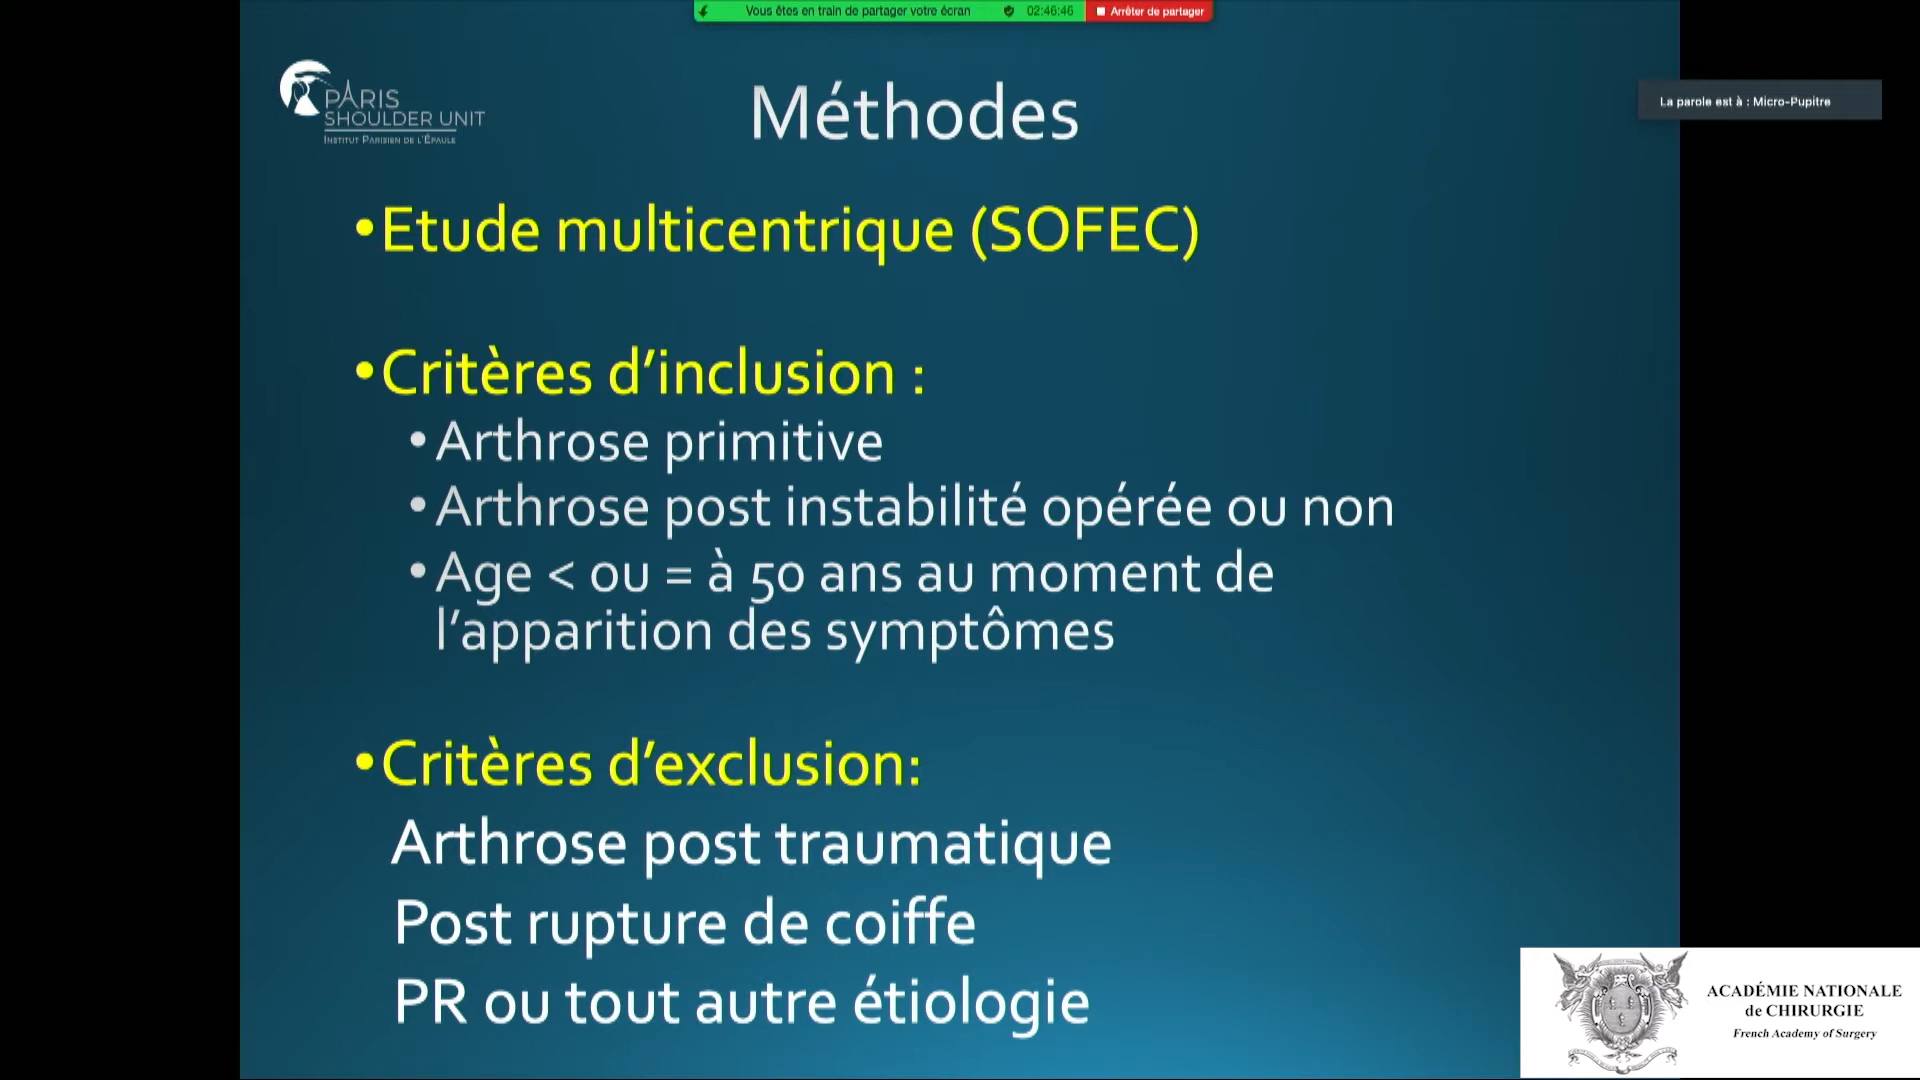 Vous êtes en train de partager votre écran 02:46:46 Arrêter de partager
PARIS
SHOULDER UNIT
INSTITUT PARISIEN DE L'ÉPAULE
Méthodes
La parole est à : Micro-Pupitre
•Etude multicentrique (SOFEC)
•Critères d’inclusion :
•Arthrose primitive
•Arthrose post instabilité opérée ou non
•Age < ou = à 50 ans au moment de
l’apparition des symptômes
•Critères d’exclusion:
Arthrose post traumatique
Post rupture de coiffe
PR ou tout autre étiologie
ACADÉMIE NATIONALE
de CHIRURGIE
French Academy of Surgery